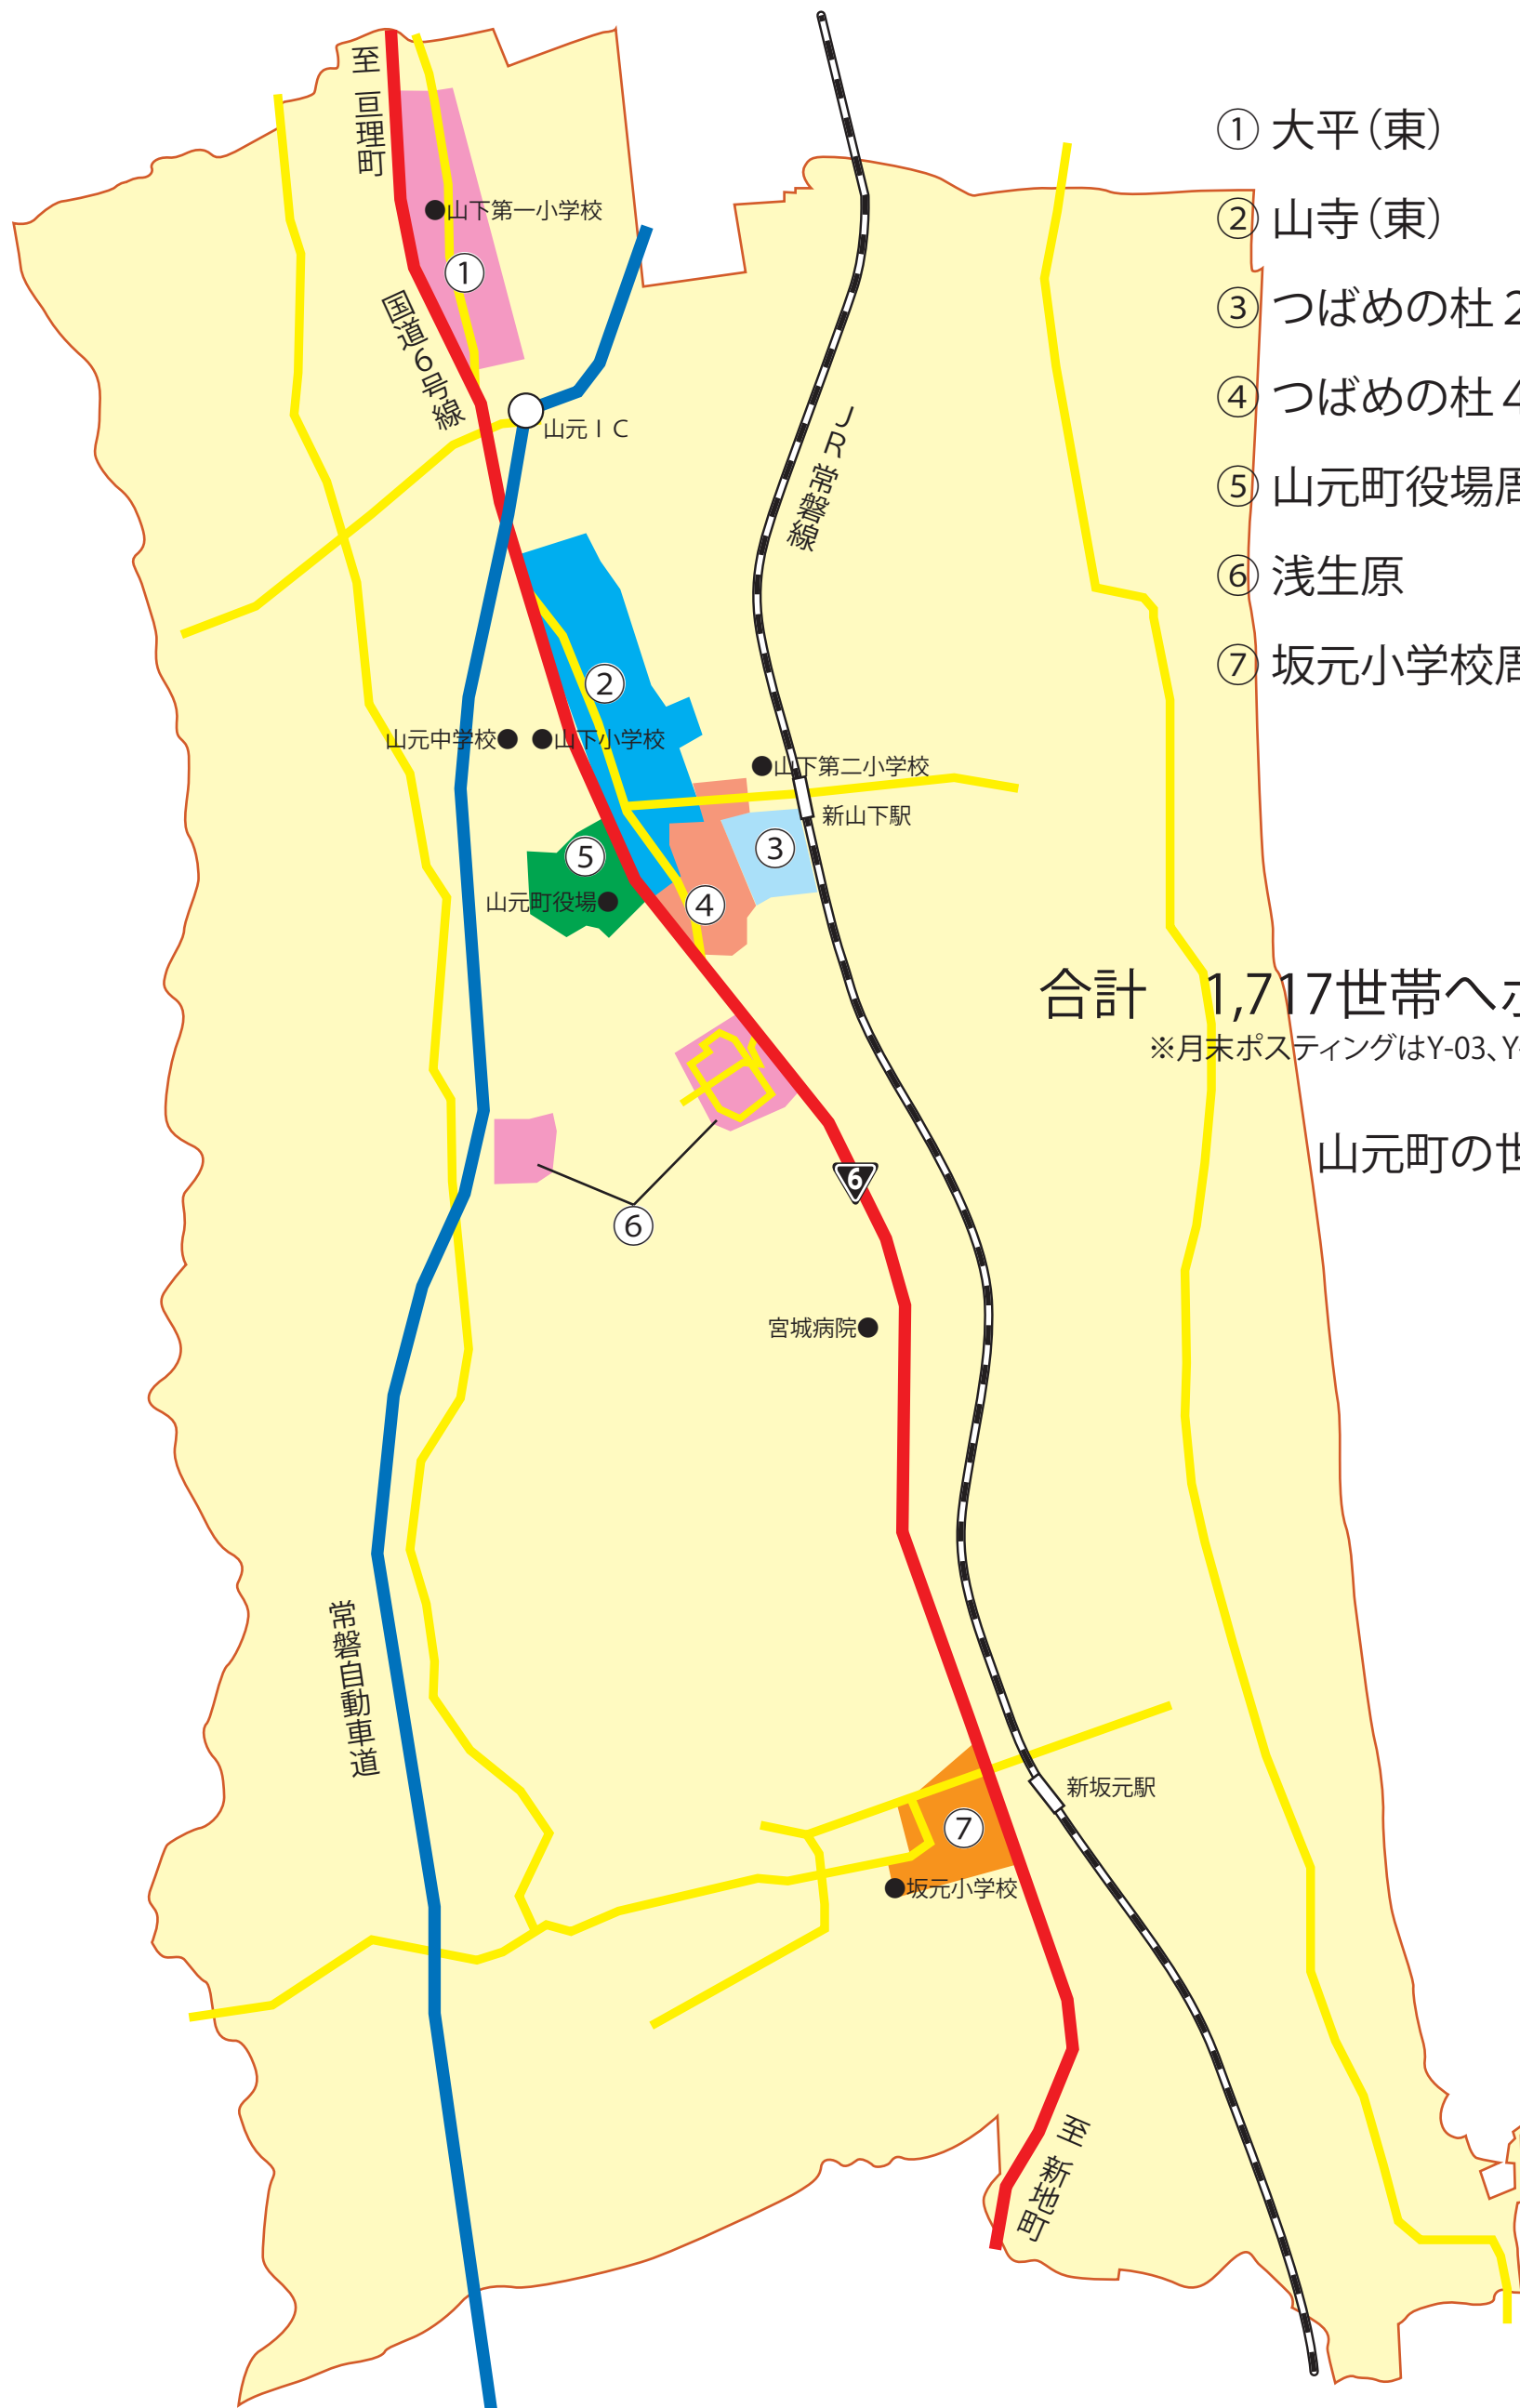 至 亘理町
① 大平（東）
② 山寺（東）
③ つばめの杜２
④ つばめの杜４
⑤ 山元町役場周
⑥ 浅生原
⑦ 坂元小学校周
山下第一小学校
①
国道６号線
山元ＩＣ
ＪＲ常磐線
②
山元中学校
山下小学校
山下第二小学校
新山下駅
③
⑤
山元町役場
④
合計　1,717世帯へ
※月末ポスティングはY-03、Y-
山元町の世
6
⑥
宮城病院
常磐自動車道
新坂元駅
⑦
坂元小学校
至 新地町